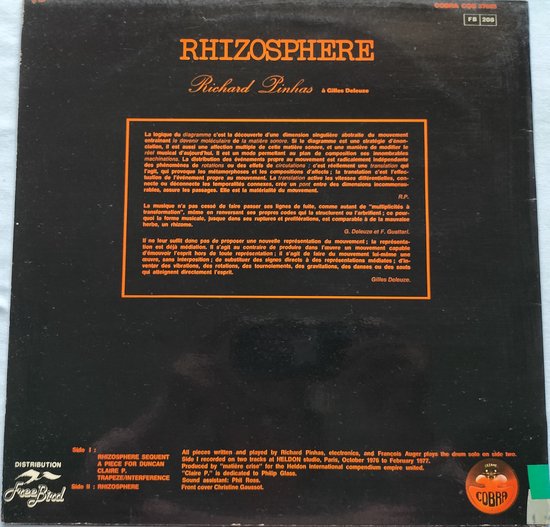 COBRA COB
FB 208
RHIZOSPHERE
Richard Pinhas à Gilles Deleuze
La logique du diagramme c'est la découverte d'une dimension singulière abstraite du mouvement
entraînant le devenir moléculaire de la matière sonore. Si le diagramme est une stratégie d'énon-
ciation, il est aussi une affection multiple de cette matière sonore, et une manière de modifier le
mental d'aujourd'hui. Il est un mode permettant au plan de composition ses innombrables
machinations. La distribution des événements propre au mouvement est radicalement indépendante
des phénomènes de rotations ou des effets de circulations : c'est réellement une translation qui
l'agit, qui provoque les métamorphoses et les compositions d'affects ; la translation c'est l'effec-
tuation de l'événement propre au mouvement. La translation active les vitesses différentielles, con-
necte ou déconnecte les temporalités connexes, crée un pont entre des dimensions incommensu-
rables, assure les passages. Elle est la matérialité du mouvement.
R.P.
La musique n'a pas cessé de faire passer ses lignes de fuite, comme autant de "multiplicités à
transformation", même en renversant ses propres codes qui la structurent ou l'arbrifient ; ce pour-
quoi la forme musicale, jusque dans ses ruptures et proliférations, est comparable à de la mauvaise
herbe, un rhizome.
G. Deleuze et F. Guattari.
Il ne leur suffit donc pas de proposer une nouvelle représentation du mouvement ; la représenta-
tion est déjà médiation. Il s'agit au contraire de produire dans l'œuvre un mouvement capable
d'émouvoir l'esprit hors de toute représentation ; il s'agit de faire du mouvement lui-même une
œuvre, sans interposition ; de substituer des signes directs à des représentations médiates ; d'in-
venter des vibrations, des rotations, des tournoiements, des gravitations, des danses ou des sauts
qui atteignent directement l'esprit.
Gilles Deleuze.
Side I :
RHIZOSPHERE SEQUENT
A PIECE FOR DUNCAN
CLAIRE P.
TRAPEZE/INTERFERENCE
Side II : RHIZOSPHERE
All pieces written and played by Richard Pinhas, electronics, and François Auger plays the drum solo on side two.
Side I recorded on two tracks at HELDON studio, Paris, October 1976 to February 1977.
Produced by "matière crise" for the Heldon international compendium empire united.
"Claire P." is dedicated to Philip Glass.
Sound assistant: Phil Ross.
Front cover Christine Gaussot.
DISTRIBUTION
Free Bird
COBRA